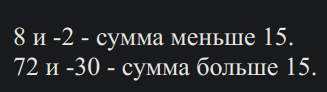 8 и -2 - сумма меньше 15.
72 и -30 - сумма больше 15.